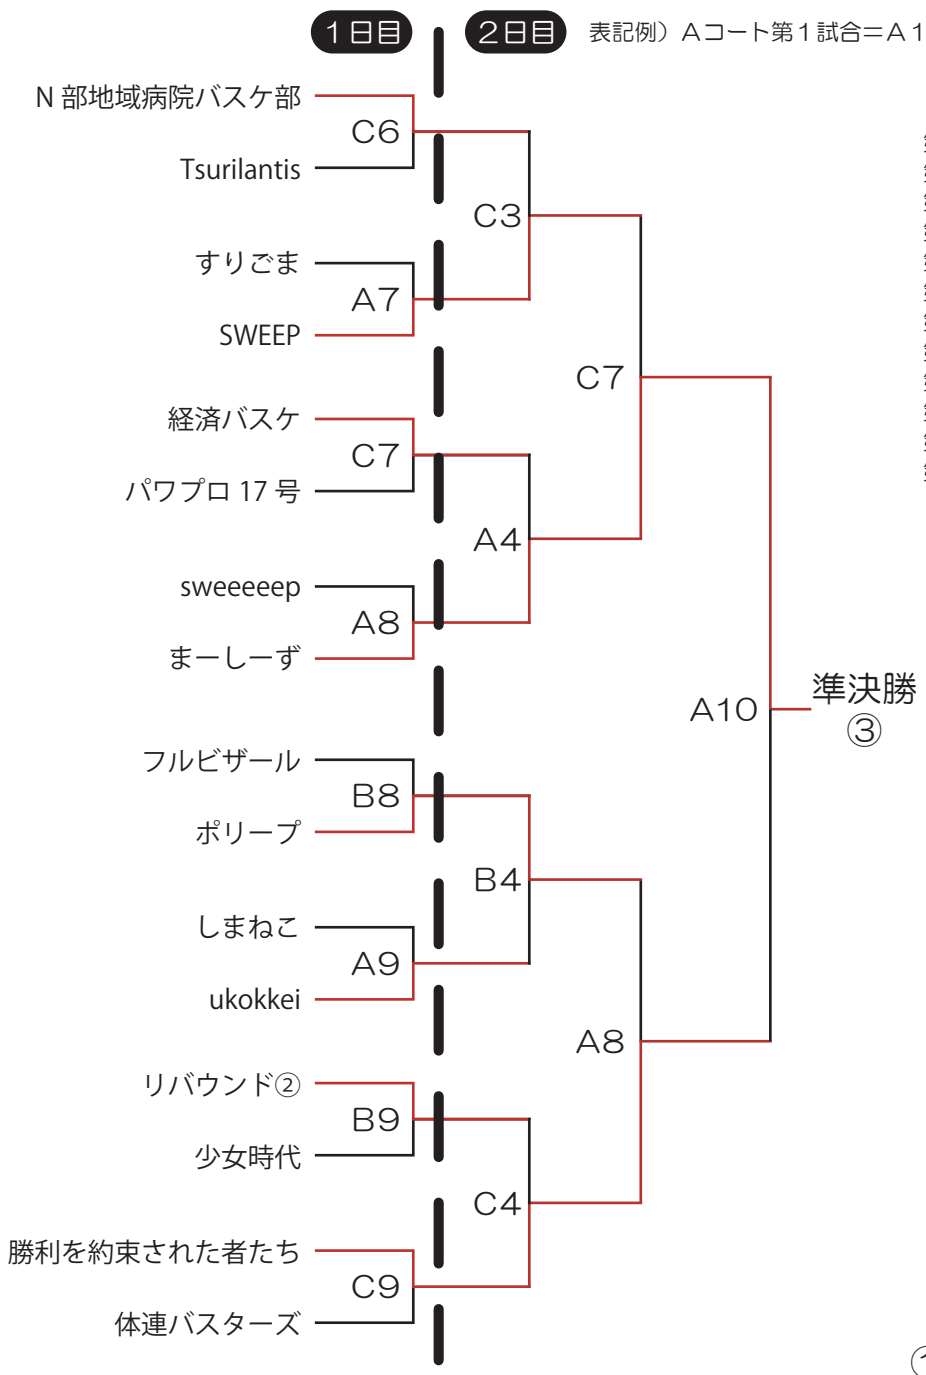 1日目
2日目 表記例）Aコート第1試合＝A1
N 部地域病院バスケ部
C6
Tsurilantis
C3
すりごま
A7
SWEEP
C7
経済バスケ
C7
パワプロ 17 号
A4
sweeeeep
A8
まーしーず
A10
準決勝
③
フルビザール
B8
ポリープ
B4
しまねこ
A9
ukokkei
A8
リバウンド②
B9
少女時代
C4
勝利を約束された者たち
C9
体連バスターズ